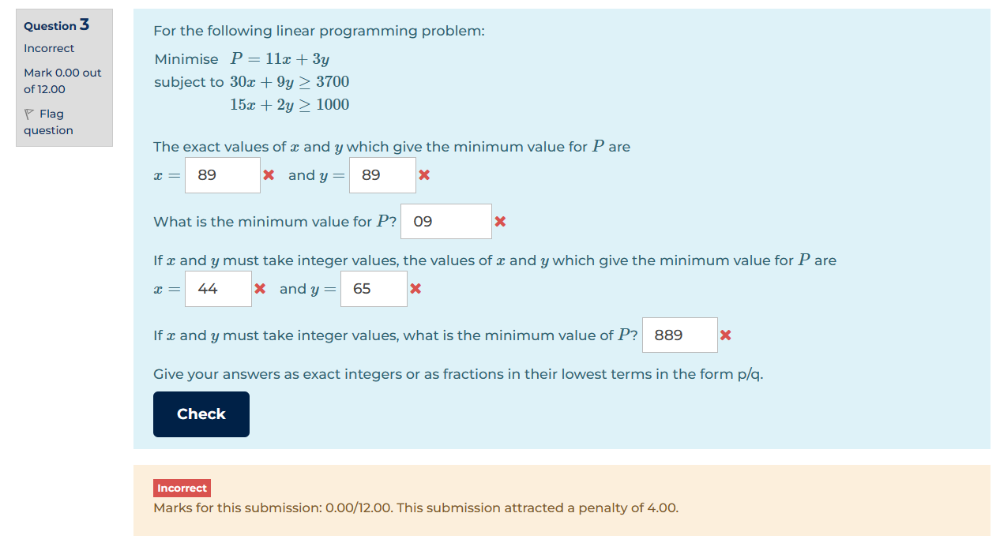 Question 3
Incorrect
Mark 0.00 out
of 12.00
Flag
question
For the following linear programming problem:
Minimise P = 11x + 3y
subject to 30x + 9y ≥ 3700
15x + 2y ≥ 1000
The exact values of x and y which give the minimum value for P are
x = 89 and y = 89
What is the minimum value for P? 09
If x and y must take integer values, the values of x and y which give the minimum value for P are
x = 44 and y = 65
If x and y must take integer values, what is the minimum value of P? 889
Give your answers as exact integers or as fractions in their lowest terms in the form p/q.
Check
Incorrect
Marks for this submission: 0.00/12.00. This submission attracted a penalty of 4.00.